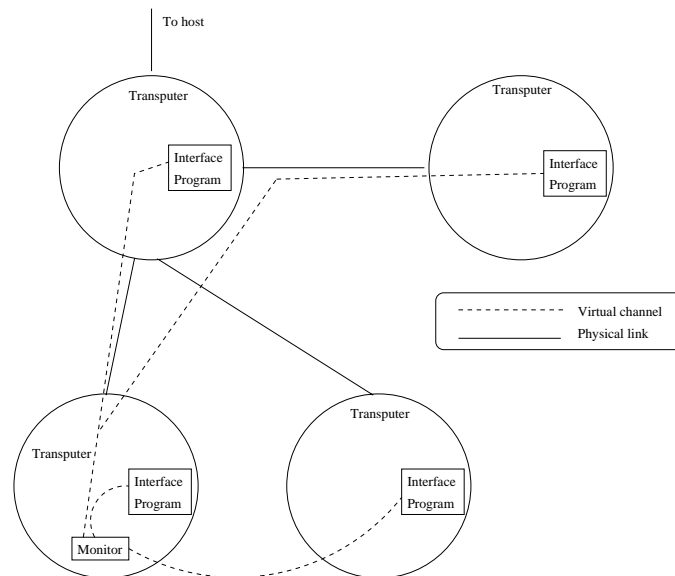 To host
Transputer
Interface
Program
Transputer
Interface
Program
Virtual channel
Physical link
Transputer
Interface
Program
Monitor
Transputer
Interface
Program